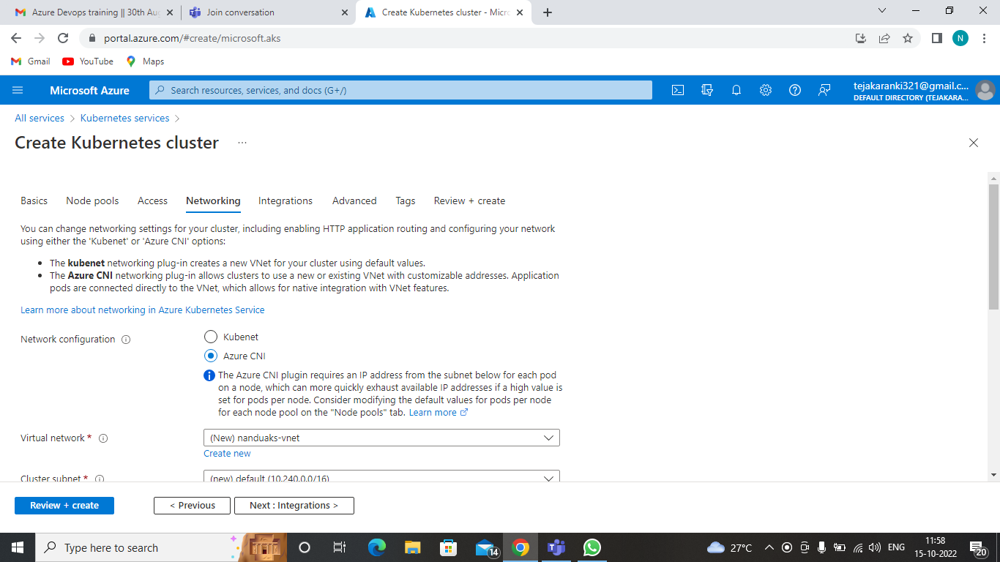 Azure Devops training || 30th Aug
Join conversation
Create Kubernetes cluster - Micro
portal.azure.com/#create/microsoft.aks
N
Gmail
YouTube
Maps
Microsoft Azure
Search resources, services, and docs (G+/)
tejakaranki321@gmail.c...
DEFAULT DIRECTORY (TEJAKARA...
All services > Kubernetes services >
Create Kubernetes cluster ...
Basics
Node pools
Access
Networking
Integrations
Advanced
Tags
Review + create
You can change networking settings for your cluster, including enabling HTTP application routing and configuring your network
using either the 'Kubenet' or 'Azure CNI' options:
• The kubenet networking plug-in creates a new VNet for your cluster using default values.
• The Azure CNI networking plug-in allows clusters to use a new or existing VNet with customizable addresses. Application
pods are connected directly to the VNet, which allows for native integration with VNet features.
Learn more about networking in Azure Kubernetes Service
Network configuration
Kubenet
Azure CNI
The Azure CNI plugin requires an IP address from the subnet below for each pod
on a node, which can more quickly exhaust available IP addresses if a high value is
set for pods per node. Consider modifying the default values for pods per node
for each node pool on the "Node pools" tab. Learn more
Virtual network *
(New) nanduaks-vnet
Create new
Cluster subnet *
(new) default (10.240.0.0/16)
Review + create
< Previous
Next : Integrations >
Type here to search
14
27°C
ENG
11:58
15-10-2022
20